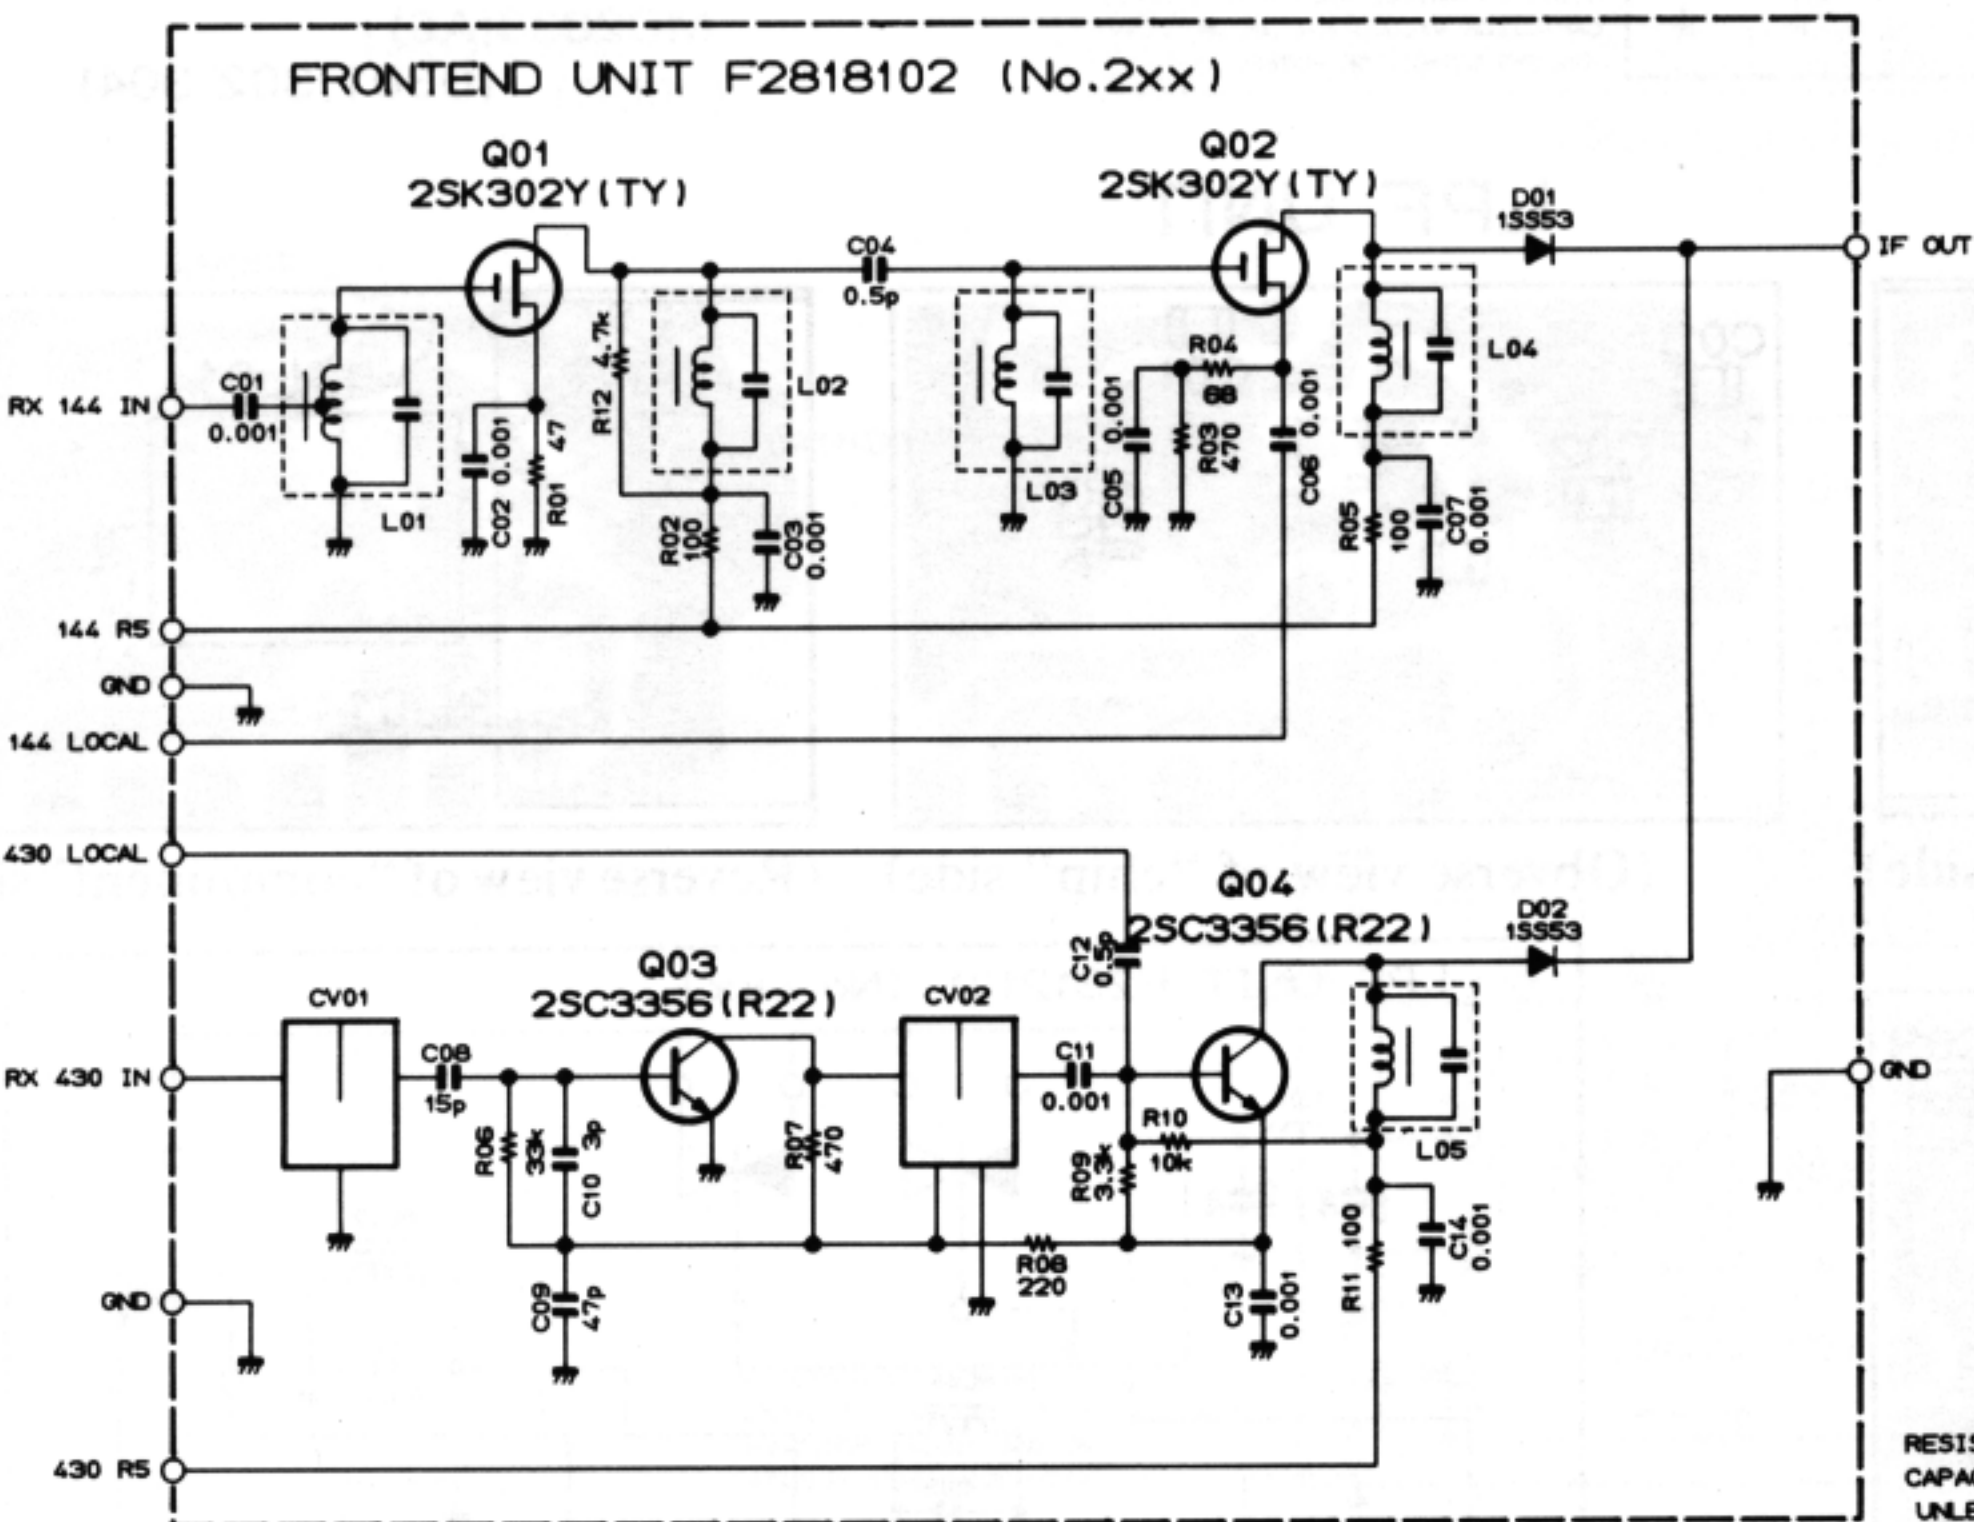 FRONTEND UNIT F2818102 (No.2xx)
Q01
2SK302Y(TY)
Q02
2SK302Y(TY)
D01
1SS53
IF OUT
C04
0.5p
RX 144 IN
C01
0.001
L01
C02 0.001
R01 47
R12 4.7k
L02
R02
100
C03
0.001
L03
R04
68
C05 0.001
R03
470
C06 0.001
L04
R05
100
C07
0.001
144 R5
GND
144 LOCAL
430 LOCAL
Q04
2SC3356(R22)
D02
1SS53
C12
0.5p
Q03
2SC3356(R22)
CV01
CV02
RX 430 IN
C08
15p
R06
33k
C10 3p
R07
470
C11
0.001
R10
10k
R09
3.3k
L05
GND
R08
220
C09
47p
C13
0.001
R11 100
C14
0.001
GND
430 R5
RESIS
CAPA
UNLE